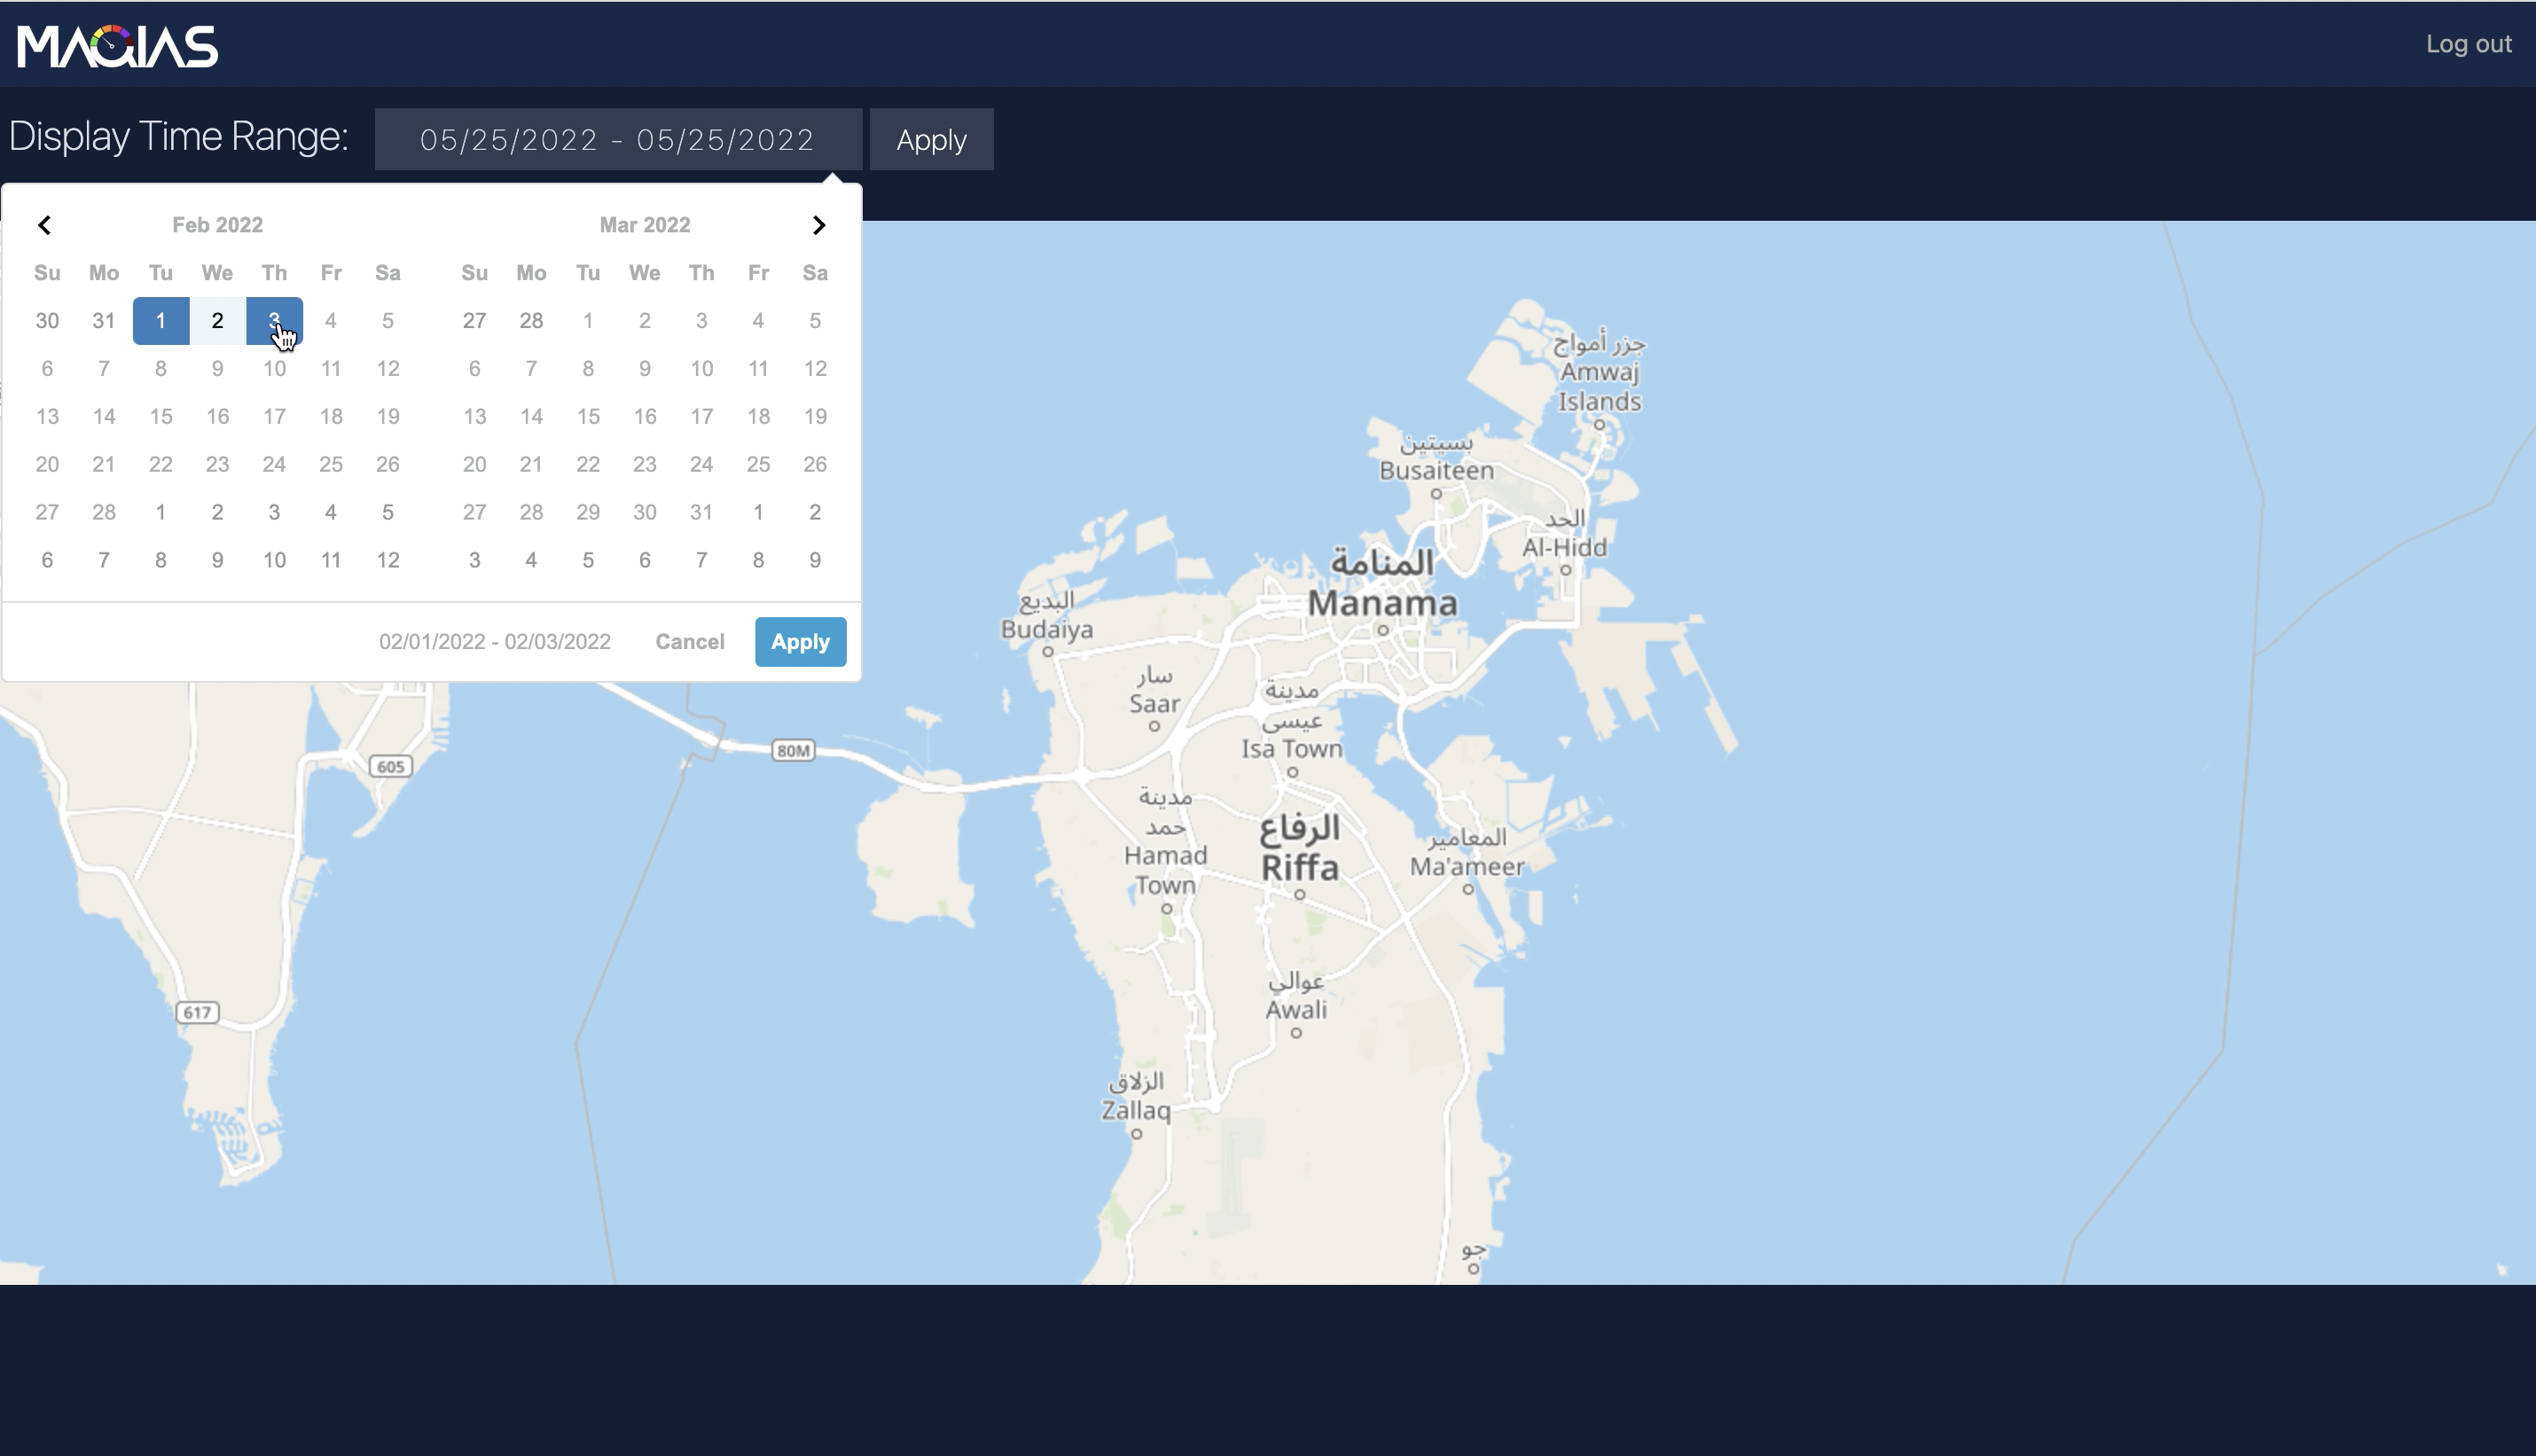 MAQIAS
Log out
Display Time Range:
05/25/2022 - 05/25/2022
Apply
Feb 2022
Su Mo Tu We Th Fr Sa
30 31 1 2 3 4 5
6 7 8 9 10 11 12
13 14 15 16 17 18 19
20 21 22 23 24 25 26
27 28 1 2 3 4 5
6 7 8 9 10 11 12
Mar 2022
Su Mo Tu We Th Fr Sa
27 28 1 2 3 4 5
6 7 8 9 10 11 12
13 14 15 16 17 18 19
20 21 22 23 24 25 26
27 28 29 30 31 1 2
3 4 5 6 7 8 9
02/01/2022 - 02/03/2022
Cancel
Apply
جزر أمواج
Amwaj
Islands
بسيتين
Busaiteen
الحد
Al-Hidd
المنامة
Manama
البديع
Budaiya
سار
Saar
مدينة
عيسى
Isa Town
80M
605
مدينة
حمد
Hamad
Town
الرفاع
Riffa
المعامير
Ma'ameer
عوالي
Awali
617
الزلاق
Zallaq
جو